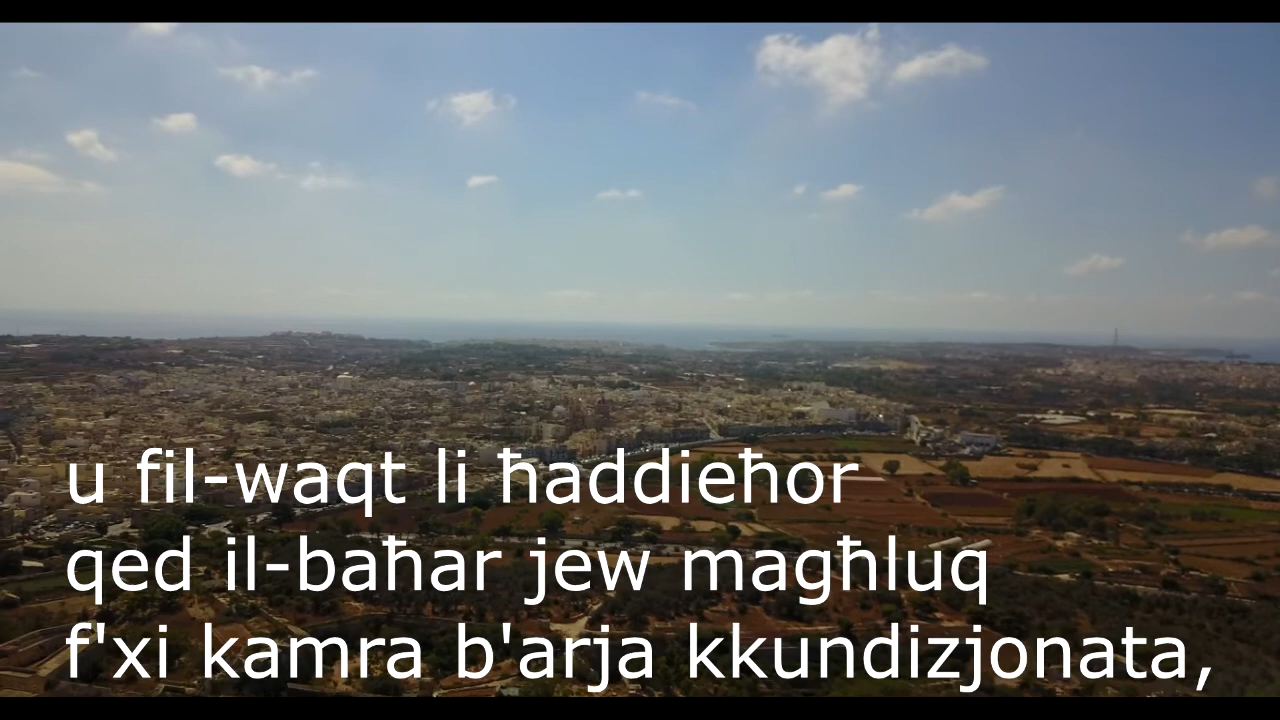 u fil-waqt li ħaddieħor
qed il-baħar jew magħluq
f'xi kamra b'arja kkundizjonata,